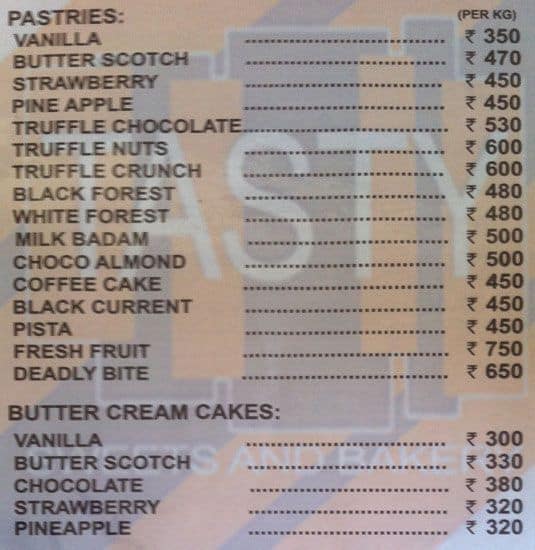 PASTRIES: (PER KG)
VANILLA ................................ ₹ 350
BUTTER SCOTCH ................................ ₹ 470
STRAWBERRY ................................ ₹ 450
PINE APPLE ................................ ₹ 450
TRUFFLE CHOCOLATE ................................ ₹ 530
TRUFFLE NUTS ................................ ₹ 600
TRUFFLE CRUNCH ................................ ₹ 600
BLACK FOREST ................................ ₹ 480
WHITE FOREST ................................ ₹ 480
MILK BADAM ................................ ₹ 500
CHOCO ALMOND ................................ ₹ 500
COFFEE CAKE ................................ ₹ 450
BLACK CURRENT ................................ ₹ 450
PISTA ................................ ₹ 450
FRESH FRUIT ................................ ₹ 750
DEADLY BITE ................................ ₹ 650
BUTTER CREAM CAKES:
VANILLA ................................ ₹ 300
BUTTER SCOTCH ................................ ₹ 330
CHOCOLATE ................................ ₹ 380
STRAWBERRY ................................ ₹ 320
PINEAPPLE ................................ ₹ 320